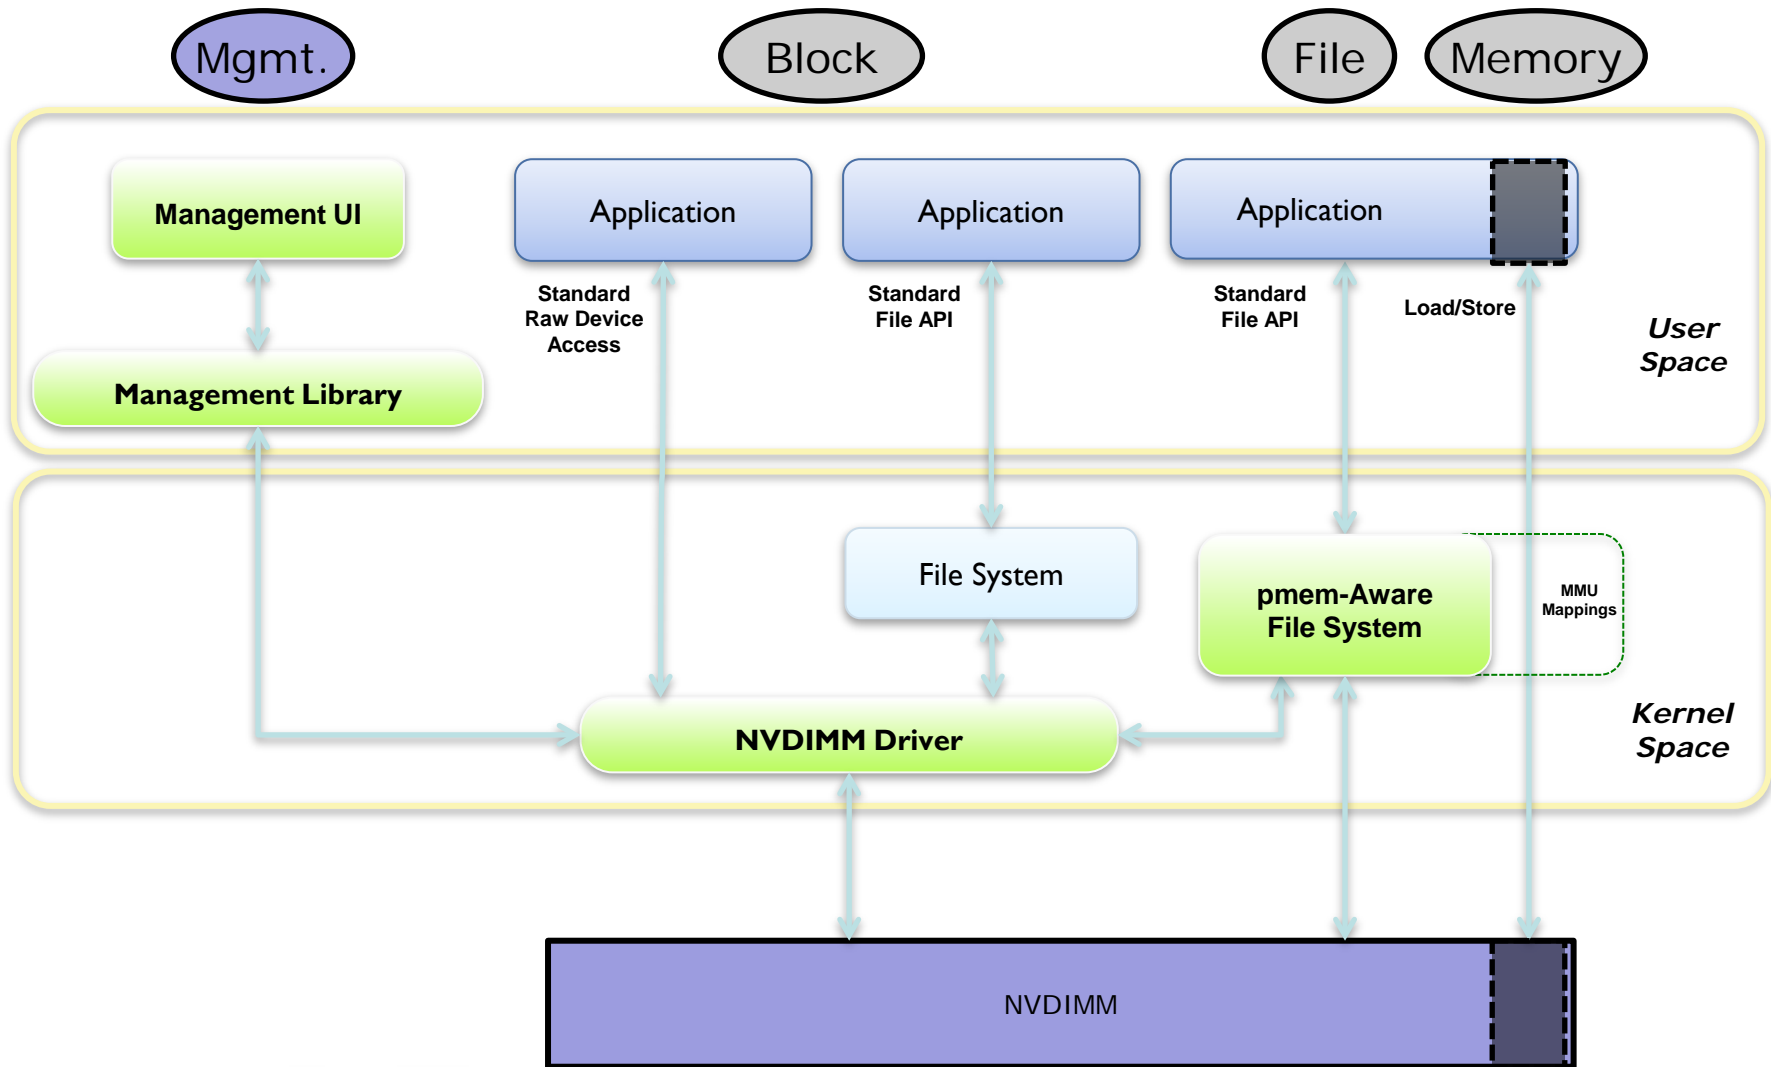 Mgmt.
Block
File
Memory
Management UI
Application
Application
Application
Standard
Raw Device
Access
Standard
File API
Standard
File API
Load/Store
User
Space
Management Library
File System
pmem-Aware
File System
MMU
Mappings
NVDIMM Driver
Kernel
Space
NVDIMM